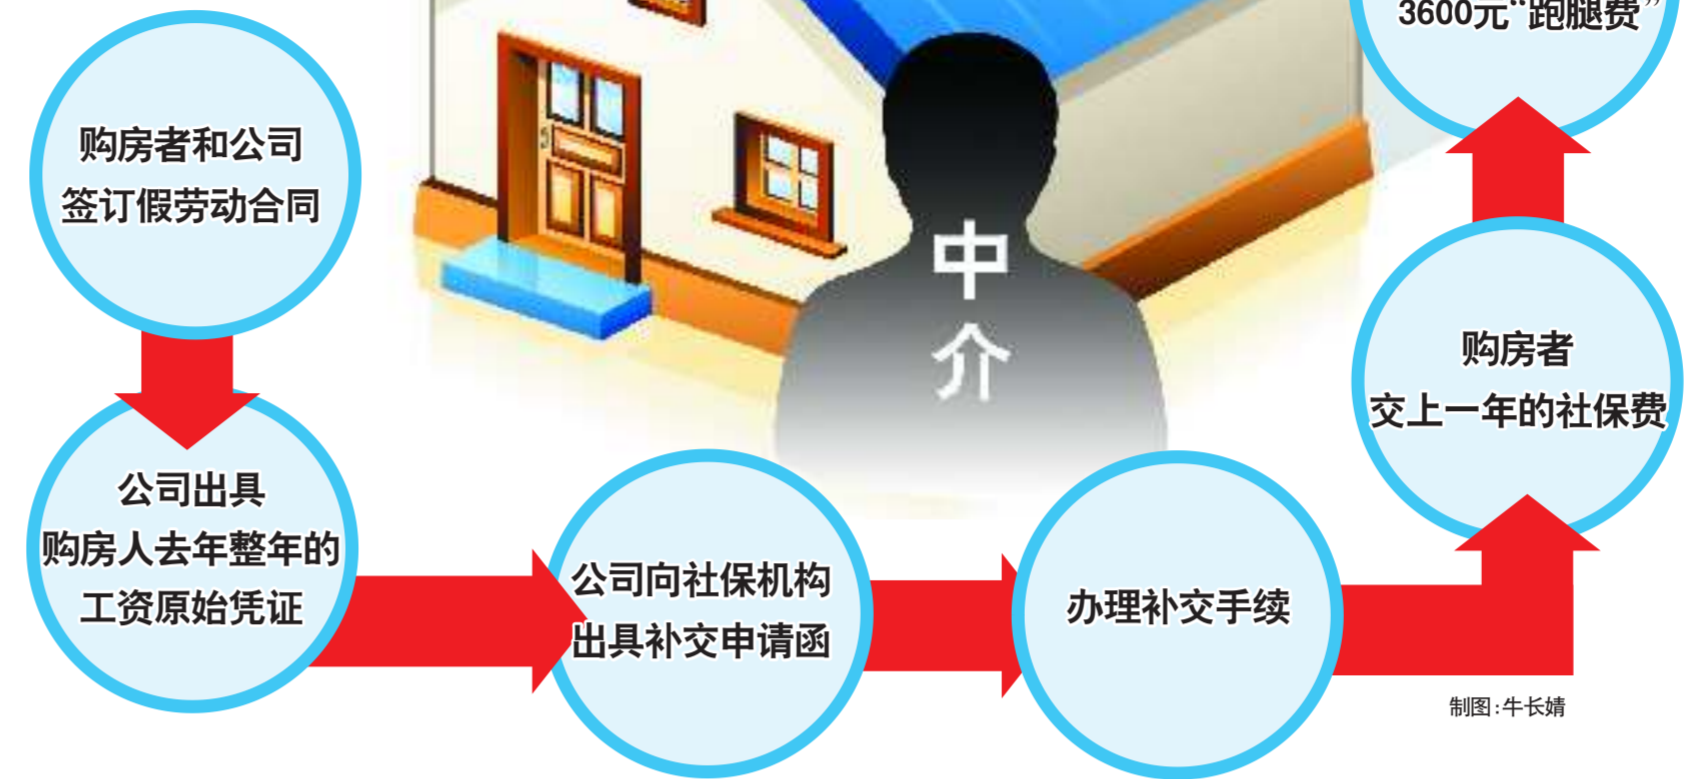 购房者和公司
签订假劳动合同
公司出具
购房人去年整年的
工资原始凭证
公司向社保机构
出具补交申请函
办理补交手续
购房者
交上一年的社保费
3600元“跑腿费”
中
介
制图:牛长婧